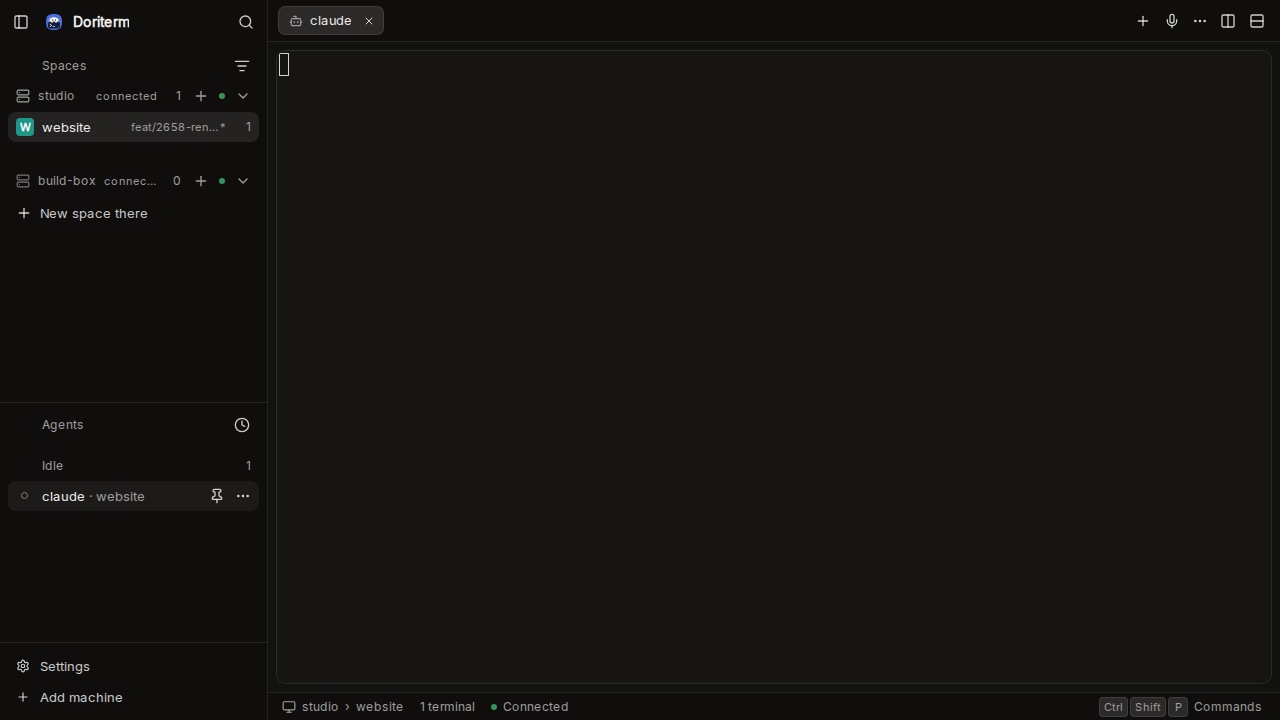 Doriterm
claude
Spaces
studio connected 1
W website feat/2658-ren...* 1
build-box connec... 0
New space there
Agents
Idle 1
claude · website
Settings
Add machine
studio › website 1 terminal Connected
Ctrl Shift P Commands